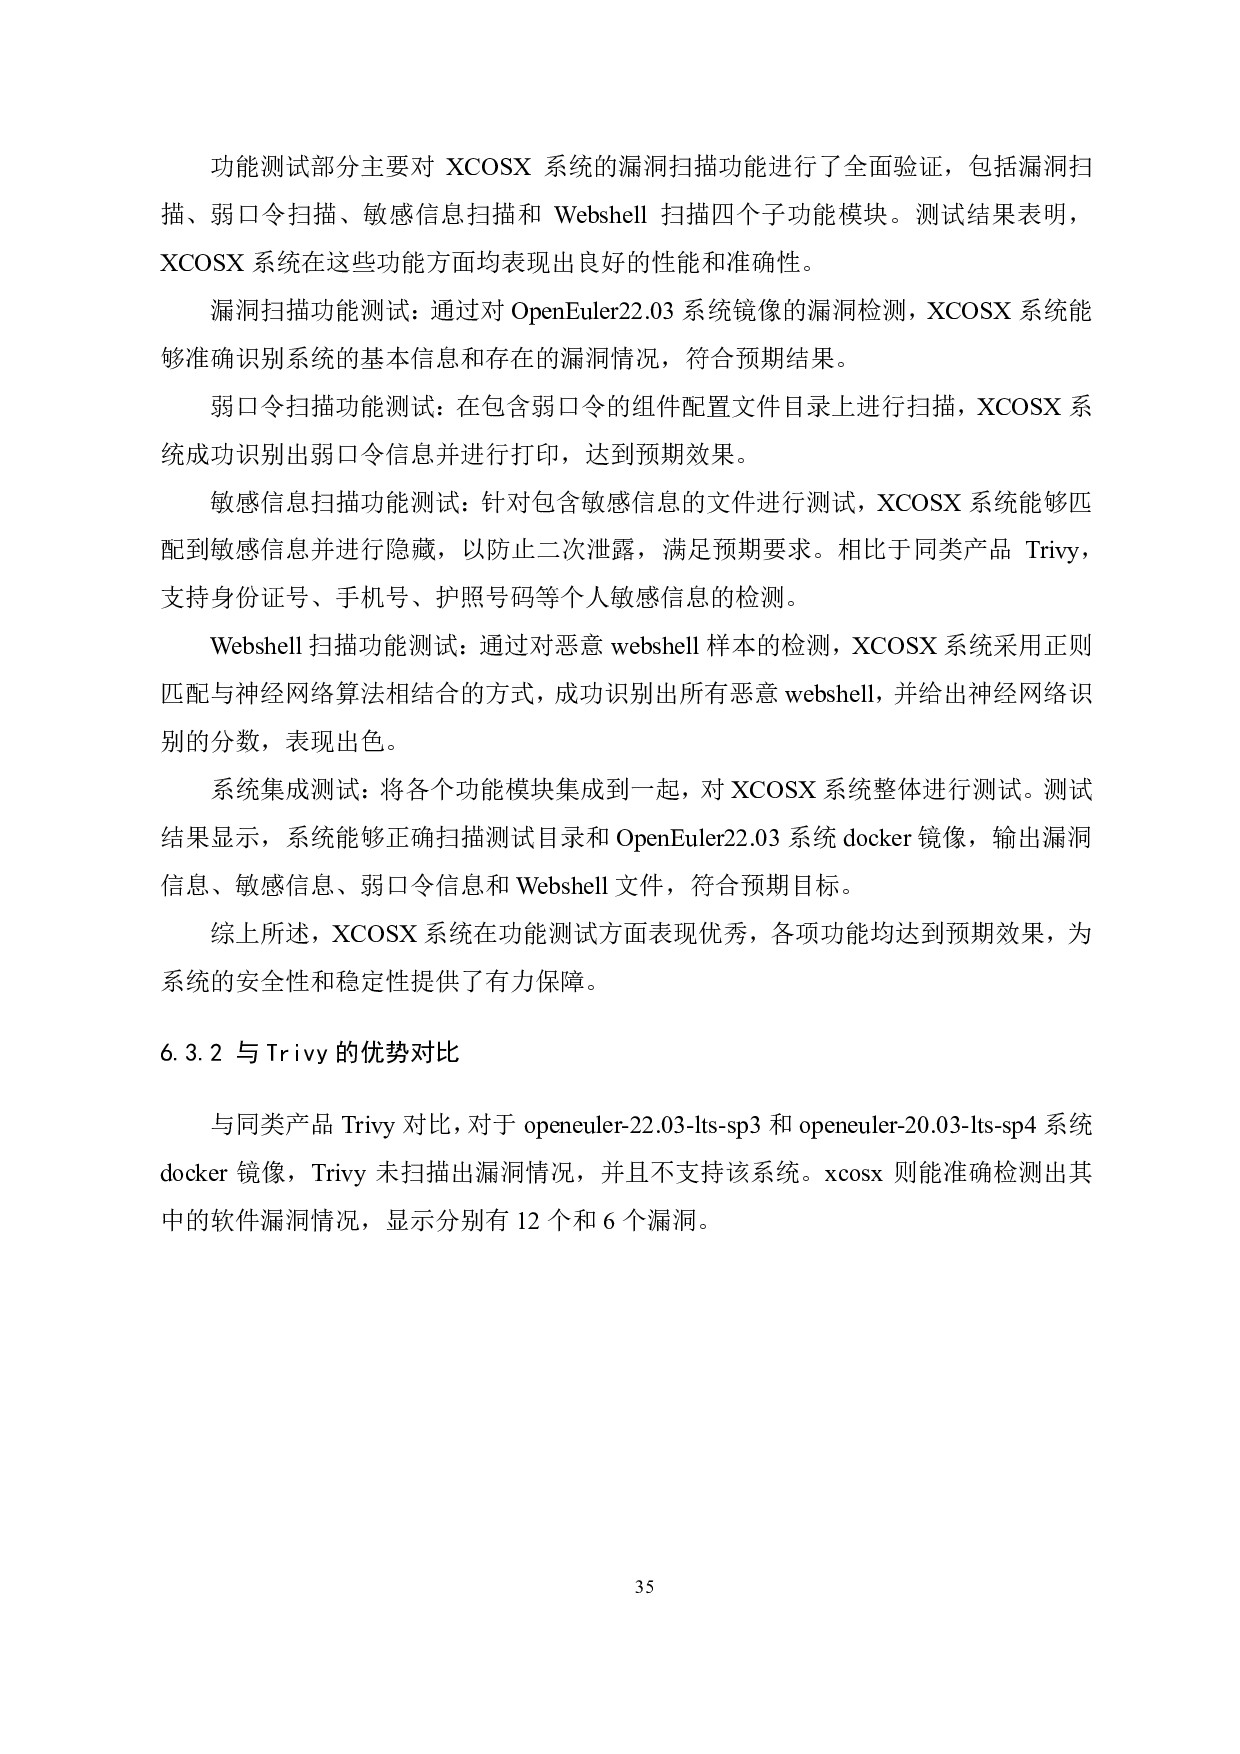 功能测试部分主要对 XCOSX 系统的漏洞扫描功能进行了全面验证，包括漏洞扫
描、弱口令扫描、敏感信息扫描和 Webshell 扫描四个子功能模块。测试结果表明，
XCOSX 系统在这些功能方面均表现出良好的性能和准确性。
漏洞扫描功能测试：通过对 OpenEuler22.03 系统镜像的漏洞检测，XCOSX 系统能
够准确识别系统的基本信息和存在的漏洞情况，符合预期结果。
弱口令扫描功能测试：在包含弱口令的组件配置文件目录上进行扫描，XCOSX 系
统成功识别出弱口令信息并进行打印，达到预期效果。
敏感信息扫描功能测试：针对包含敏感信息的文件进行测试，XCOSX 系统能够匹
配到敏感信息并进行隐藏，以防止二次泄露，满足预期要求。相比于同类产品 Trivy，
支持身份证号、手机号、护照号码等个人敏感信息的检测。
Webshell 扫描功能测试：通过对恶意 webshell 样本的检测，XCOSX 系统采用正则
匹配与神经网络算法相结合的方式，成功识别出所有恶意 webshell，并给出神经网络识
别的分数，表现出色。
系统集成测试：将各个功能模块集成到一起，对 XCOSX 系统整体进行测试。测试
结果显示，系统能够正确扫描测试目录和 OpenEuler22.03 系统 docker 镜像，输出漏洞
信息、敏感信息、弱口令信息和 Webshell 文件，符合预期目标。
综上所述，XCOSX 系统在功能测试方面表现优秀，各项功能均达到预期效果，为
系统的安全性和稳定性提供了有力保障。
6.3.2 与 Trivy 的优势对比
与同类产品 Trivy 对比，对于 openeuler-22.03-lts-sp3 和 openeuler-20.03-lts-sp4 系统
docker 镜像，Trivy 未扫描出漏洞情况，并且不支持该系统。xcosx 则能准确检测出其
中的软件漏洞情况，显示分别有 12 个和 6 个漏洞。
35